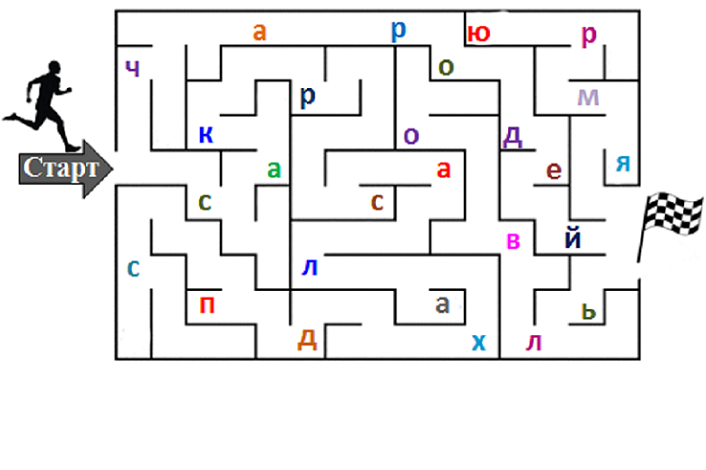 а р ю р
ч о
р м
к о д
Старт а а е я
с с
в й
с л
п а ь
д х л